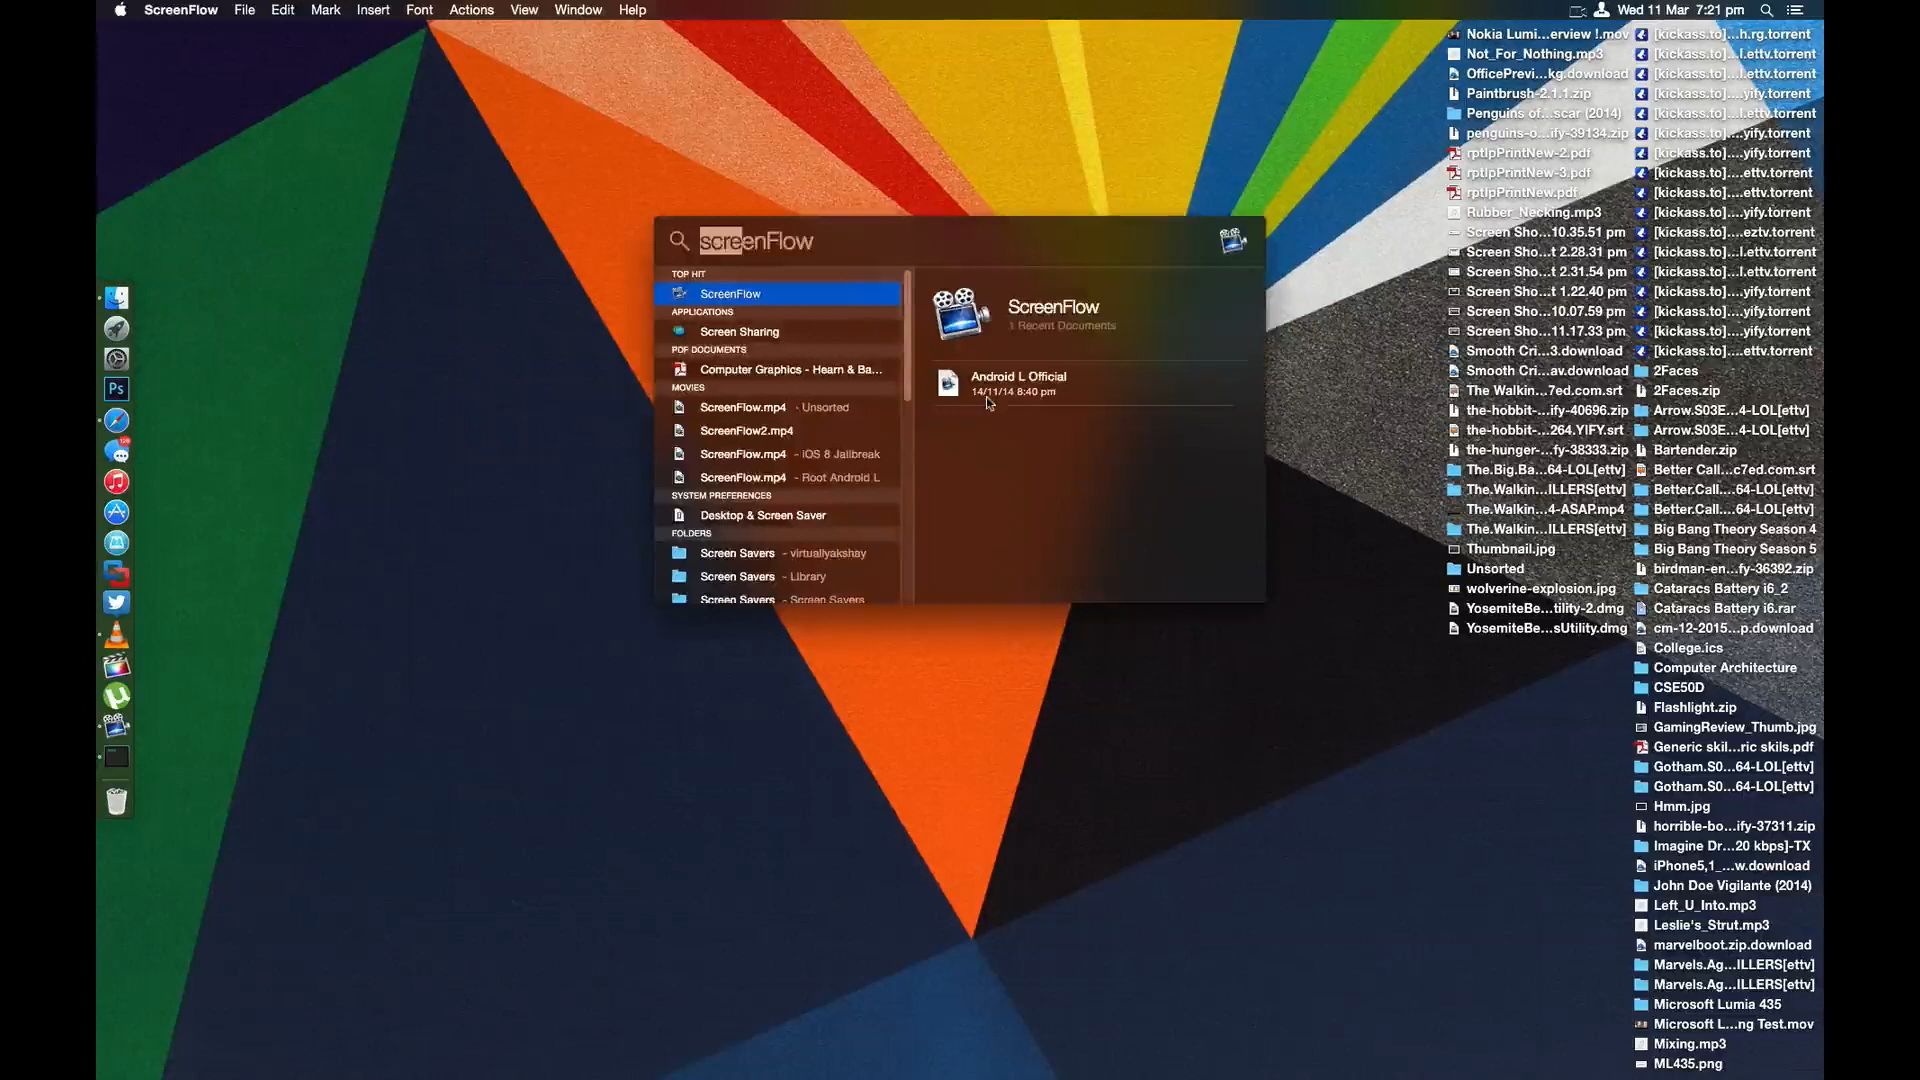 ScreenFlow File Edit Mark Insert Font Actions View Window Help
Wed 11 Mar 7:21 pm
screenFlow
TOP HIT
ScreenFlow
APPLICATIONS
Screen Sharing
PDF DOCUMENTS
Computer Graphics - Hearn & Ba...
MOVIES
ScreenFlow.mp4 - Unsorted
ScreenFlow2.mp4
ScreenFlow.mp4 - iOS 8 Jailbreak
ScreenFlow.mp4 - Root Android L
SYSTEM PREFERENCES
Desktop & Screen Saver
FOLDERS
Screen Savers - virtuallyakshay
Screen Savers - Library
Screen Savers - Screen Savers
ScreenFlow
1 Recent Documents
Android L Official
14/11/14 8:40 pm
Ps
Nokia Lumi...erview !.mov
Not_For_Nothing.mp3
OfficePrevi...kg.download
Paintbrush-2.1.1.zip
Penguins of...scar (2014)
penguins-o...ify-39134.zip
rptIpPrintNew-2.pdf
rptIpPrintNew-3.pdf
rptIpPrintNew.pdf
Rubber_Necking.mp3
Screen Sho...10.35.51 pm
Screen Sho...t 2.28.31 pm
Screen Sho...t 2.31.54 pm
Screen Sho...t 1.22.40 pm
Screen Sho...10.07.59 pm
Screen Sho...11.17.33 pm
Smooth Cri...3.download
Smooth Cri...av.download
The Walkin...7ed.com.srt
the-hobbit-...ify-40696.zip
the-hobbit-...264.YIFY.srt
the-hunger-...fy-38333.zip
The.Big.Ba...64-LOL[ettv]
The.Walkin...ILLERS[ettv]
The.Walkin...4-ASAP.mp4
The.Walkin...ILLERS[ettv]
Thumbnail.jpg
Unsorted
wolverine-explosion.jpg
YosemiteBe...tility-2.dmg
YosemiteBe...sUtility.dmg
[kickass.to]...h.rg.torrent
[kickass.to]....l.ettv.torrent
[kickass.to]....l.ettv.torrent
[kickass.to]....yify.torrent
[kickass.to]....l.ettv.torrent
[kickass.to]....yify.torrent
[kickass.to]....yify.torrent
[kickass.to]....yify.torrent
[kickass.to]....ettv.torrent
[kickass.to]....yify.torrent
[kickass.to]....eztv.torrent
[kickass.to]....l.ettv.torrent
[kickass.to]....l.ettv.torrent
[kickass.to]....yify.torrent
[kickass.to]....yify.torrent
[kickass.to]....yify.torrent
[kickass.to]....ettv.torrent
2Faces
2Faces.zip
Arrow.S03E...4-LOL[ettv]
Arrow.S03E...4-LOL[ettv]
Bartender.zip
Better Call...c7ed.com.srt
Better.Call....64-LOL[ettv]
Better.Call....64-LOL[ettv]
Big Bang Theory Season 4
Big Bang Theory Season 5
birdman-en...fy-36392.zip
Cataracs Battery i6_2
Cataracs Battery i6.rar
cm-12-2015...p.download
College.ics
Computer Architecture
CSE50D
Flashlight.zip
GamingReview_Thumb.jpg
Generic skil...ric skils.pdf
Gotham.S0...64-LOL[ettv]
Gotham.S0...64-LOL[ettv]
Hmm.jpg
horrible-bo...ify-37311.zip
Imagine Dr...20 kbps]-TX
iPhone5,1_...w.download
John Doe Vigilante (2014)
Left_U_Into.mp3
Leslie's_Strut.mp3
marvelboot.zip.download
Marvels.Ag...ILLERS[ettv]
Marvels.Ag...ILLERS[ettv]
Microsoft Lumia 435
Microsoft L...ng Test.mov
Mixing.mp3
ML435.png